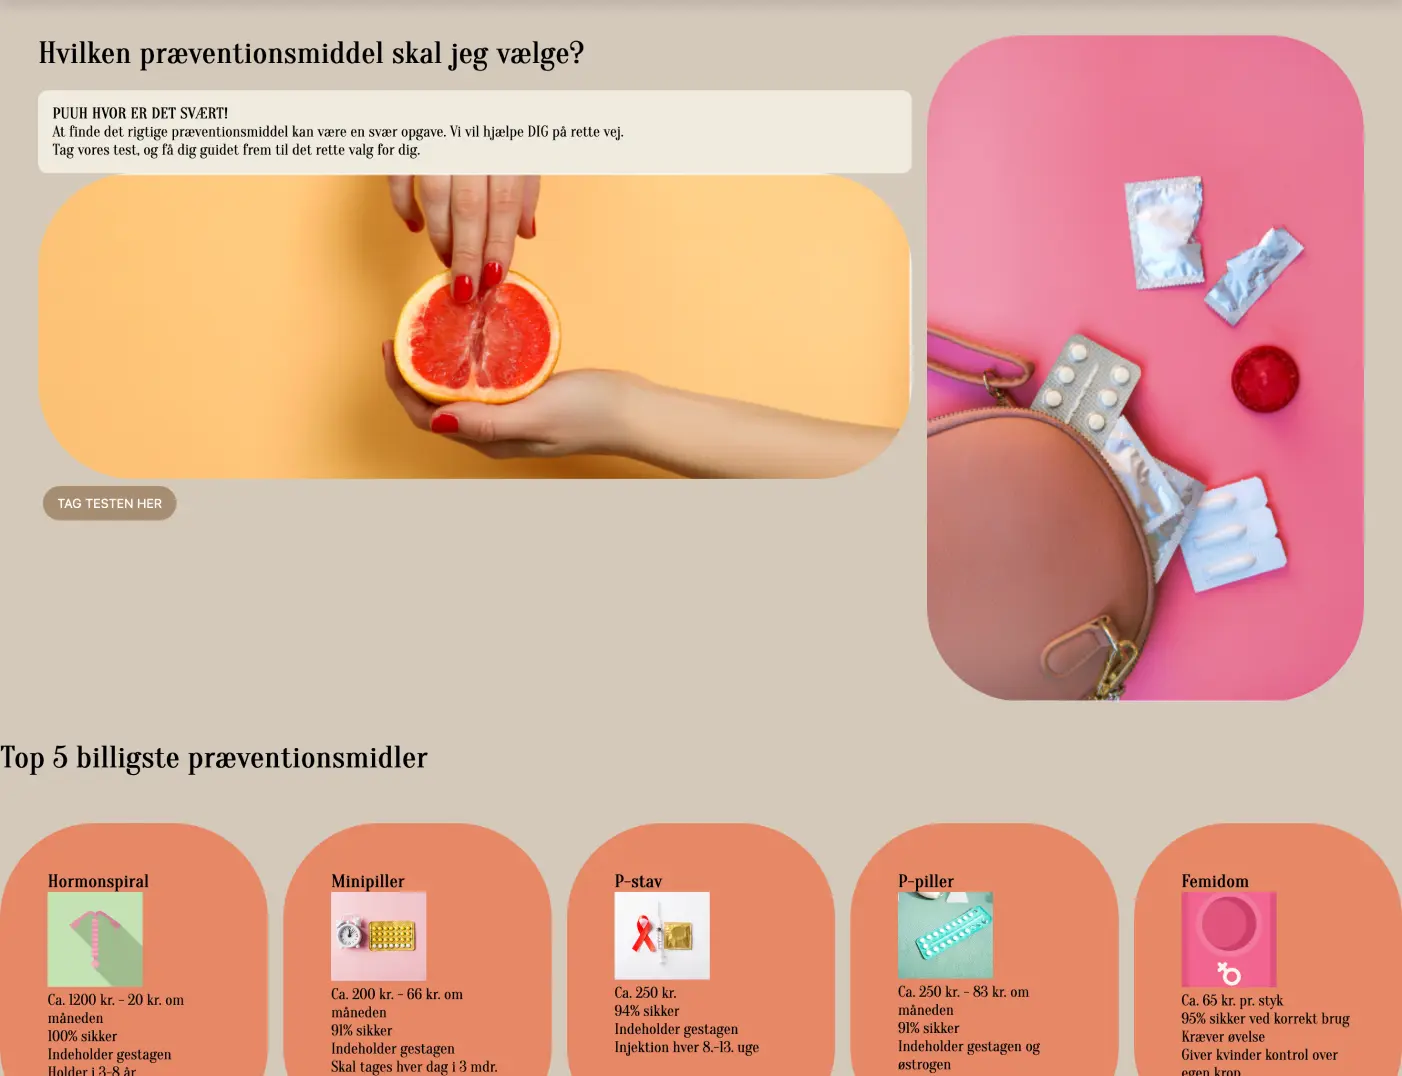 Hvilken præventionsmiddel skal jeg vælge?
PUUH HVOR ER DET SVÆRT!
At finde det rigtige præventionsmiddel kan være en svær opgave. Vi vil hjælpe DIG på rette vej.
Tag vores test, og få dig guidet frem til det rette valg for dig.
TAG TESTEN HER
Top 5 billigste præventionsmidler
Hormonspiral
Ca. 1200 kr. - 20 kr. om
måneden
100% sikker
Indeholder gestagen
Holder i 3-8 år
Minipiller
Ca. 200 kr. - 66 kr. om
måneden
91% sikker
Indeholder gestagen
Skal tages hver dag i 3 mdr.
P-stav
Ca. 250 kr.
94% sikker
Indeholder gestagen
Injektion hver 8.-13. uge
P-piller
Ca. 250 kr. - 83 kr. om
måneden
91% sikker
Indeholder gestagen og
østrogen
Femidom
Ca. 65 kr. pr. styk
95% sikker ved korrekt brug
Kræver øvelse
Giver kvinder kontrol over
egen krop